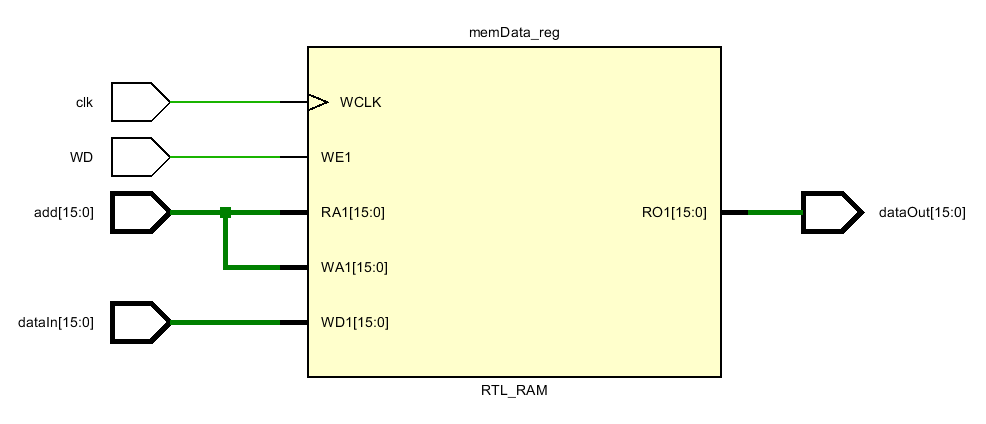 memData_reg
clk
WCLK
WD
WE1
add[15:0]
RA1[15:0]
RO1[15:0]
dataOut[15:0]
WA1[15:0]
dataIn[15:0]
WD1[15:0]
RTL_RAM